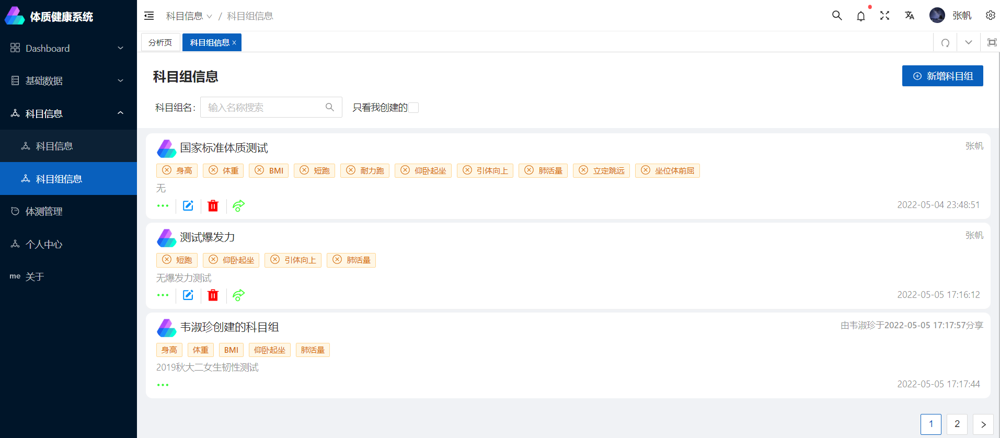 体质健康系统
Dashboard
基础数据
科目信息
科目信息
科目组信息
体测管理
个人中心
me 关于
科目信息 / 科目组信息
张帆
分析页
科目组信息 x
科目组信息
新增科目组
科目组名: 输入名称搜索 只看我创建的
国家标准体质测试 张帆
身高 体重 BMI 短跑 耐力跑 仰卧起坐 引体向上 肺活量 立定跳远 坐位体前屈
无
2022-05-04 23:48:51
测试爆发力 张帆
短跑 仰卧起坐 引体向上 肺活量
无爆发力测试
2022-05-05 17:16:12
韦淑珍创建的科目组 由韦淑珍于2022-05-05 17:17:57分享
身高 体重 BMI 仰卧起坐 肺活量
2019秋大二女生韧性测试
2022-05-05 17:17:44
1 2 >